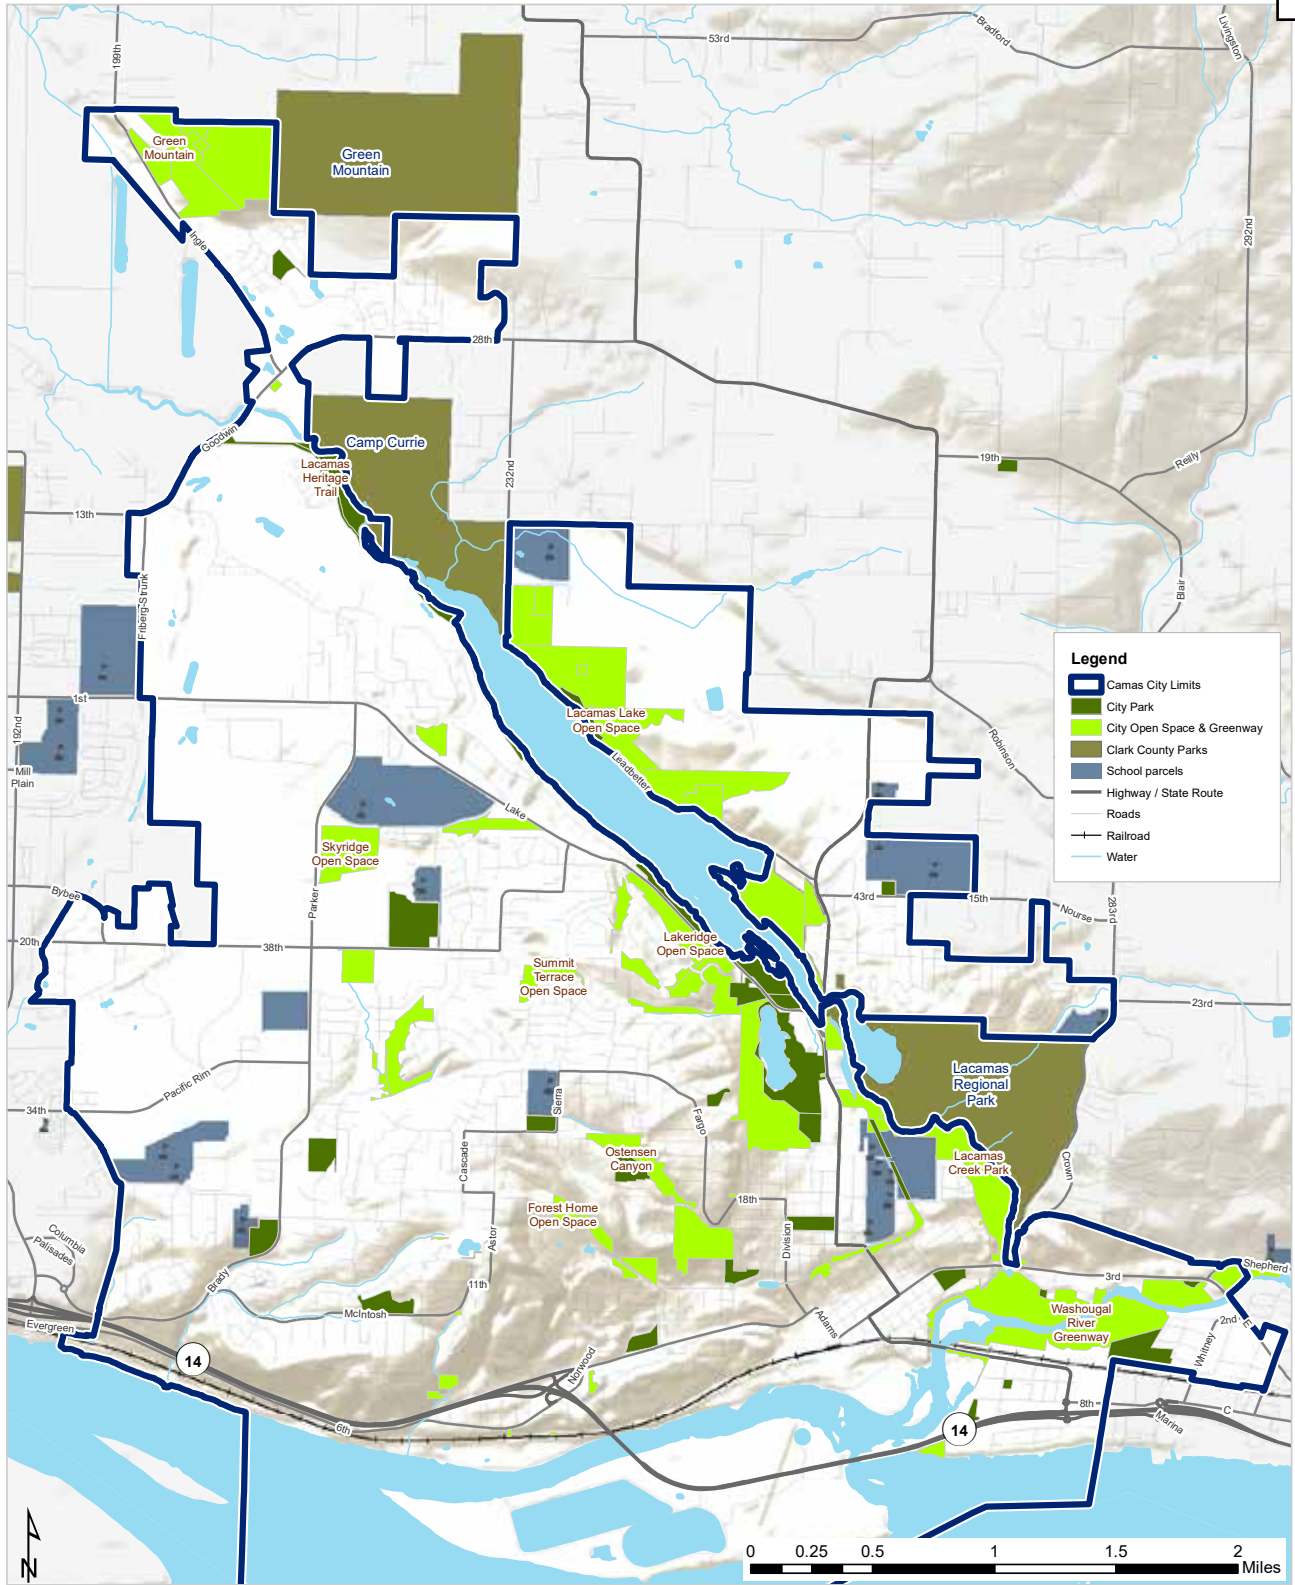 53rd
Bradford
Livingston
199th
Green
Mountain
Green
Mountain
292nd
Ingle
28th
Goodwin
Camp Currie
Lacamas
Heritage
Trail
232nd
19th
Reilly
13th
Friberg-Strunk
Blair
Legend
Camas City Limits
City Park
City Open Space & Greenway
Clark County Parks
School parcels
Highway / State Route
Roads
Railroad
Water
1st
192nd
Mill
Plain
Lacamas Lake
Open Space
Leadbetter
Robinson
Lake
Skyridge
Open Space
Parker
Bybee
43rd
15th
Nourse
283rd
20th
38th
Lakeridge
Open Space
Summit
Terrace
Open Space
23rd
Pacific Rim
Lacamas
Regional
Park
34th
Sierra
Fargo
Cascade
Ostensen
Canyon
Lacamas
Creek Park
Crown
18th
Forest Home
Open Space
Columbia
Palisades
Astor
Division
Brady
11th
Shepherd
3rd
McIntosh
Evergreen
Adams
Washougal
River
Greenway
2nd
E
Whitney
14
Norwood
6th
8th
C
Marina
14
N
0 0.25 0.5 1 1.5 2
Miles